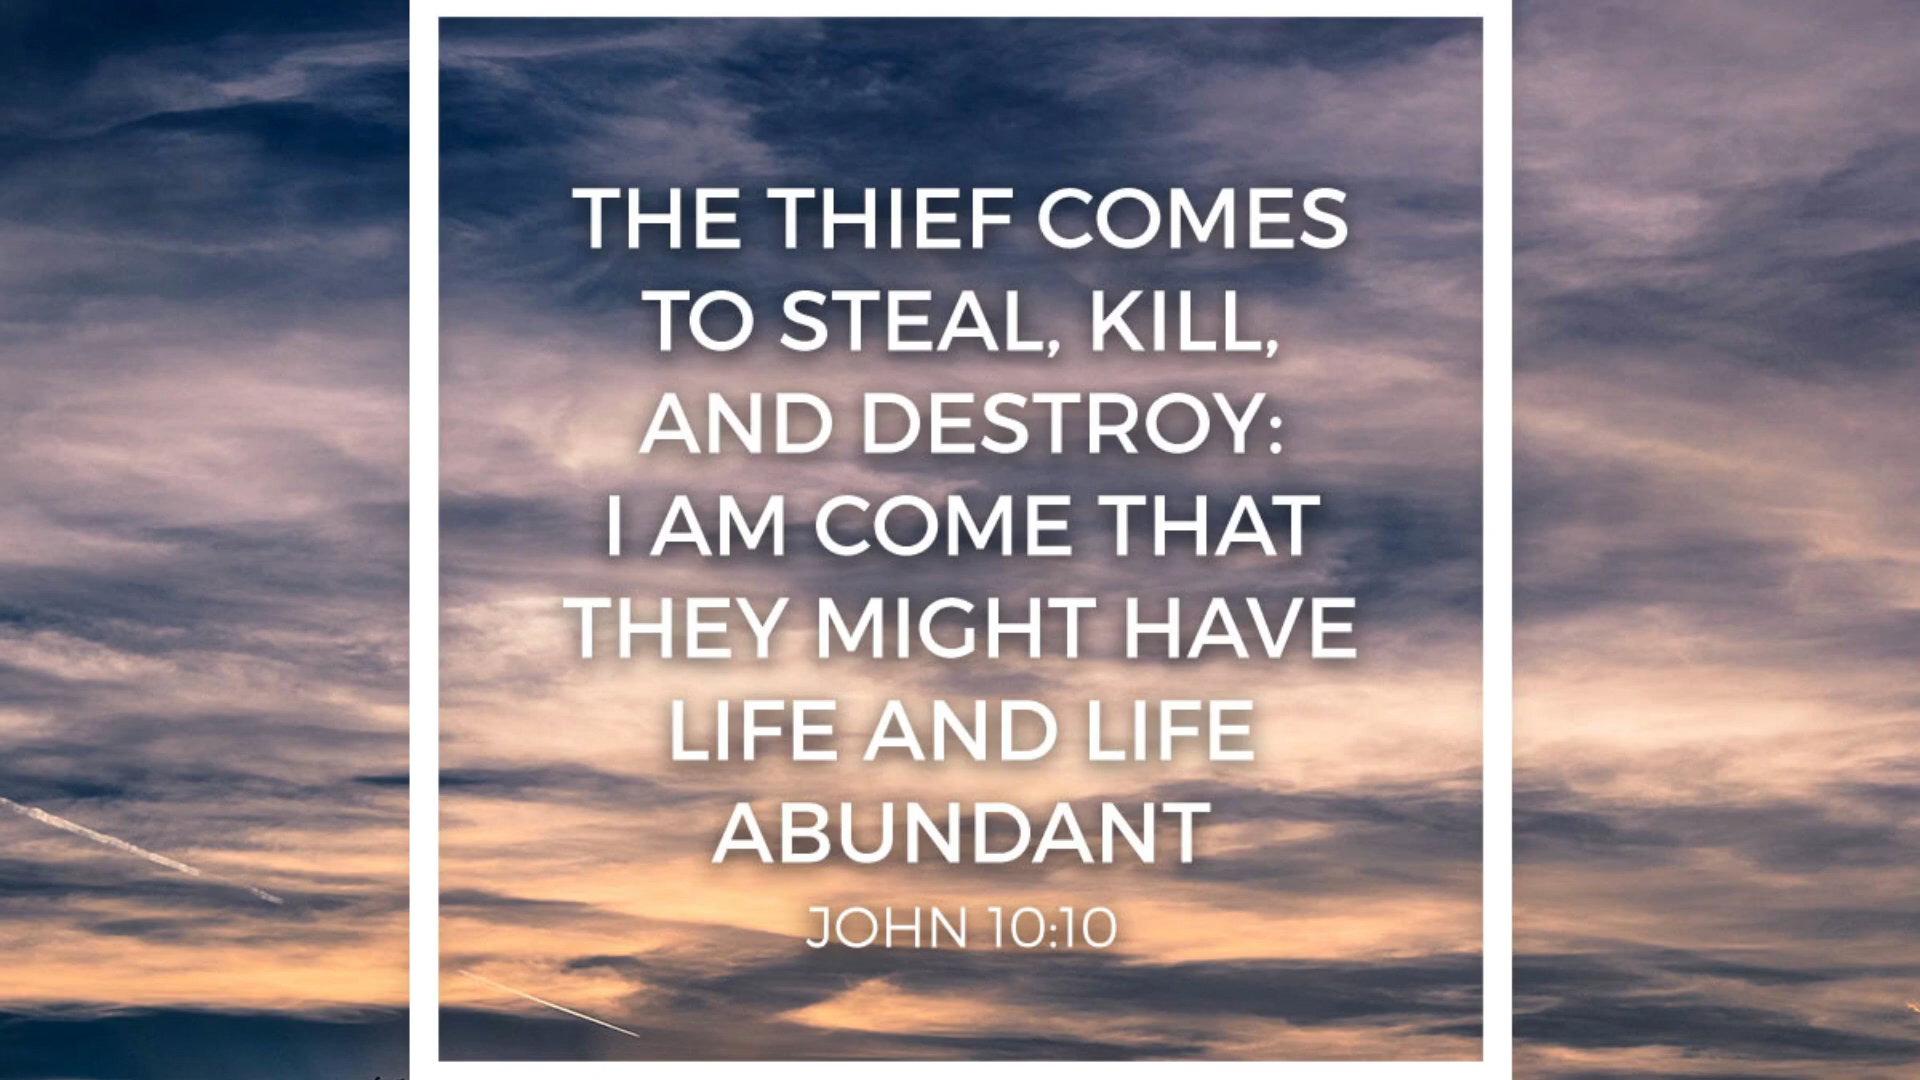 THE THIEF COMES
TO STEAL, KILL,
AND DESTROY:
I AM COME THAT
THEY MIGHT HAVE
LIFE AND LIFE
ABUNDANT
JOHN 10:10